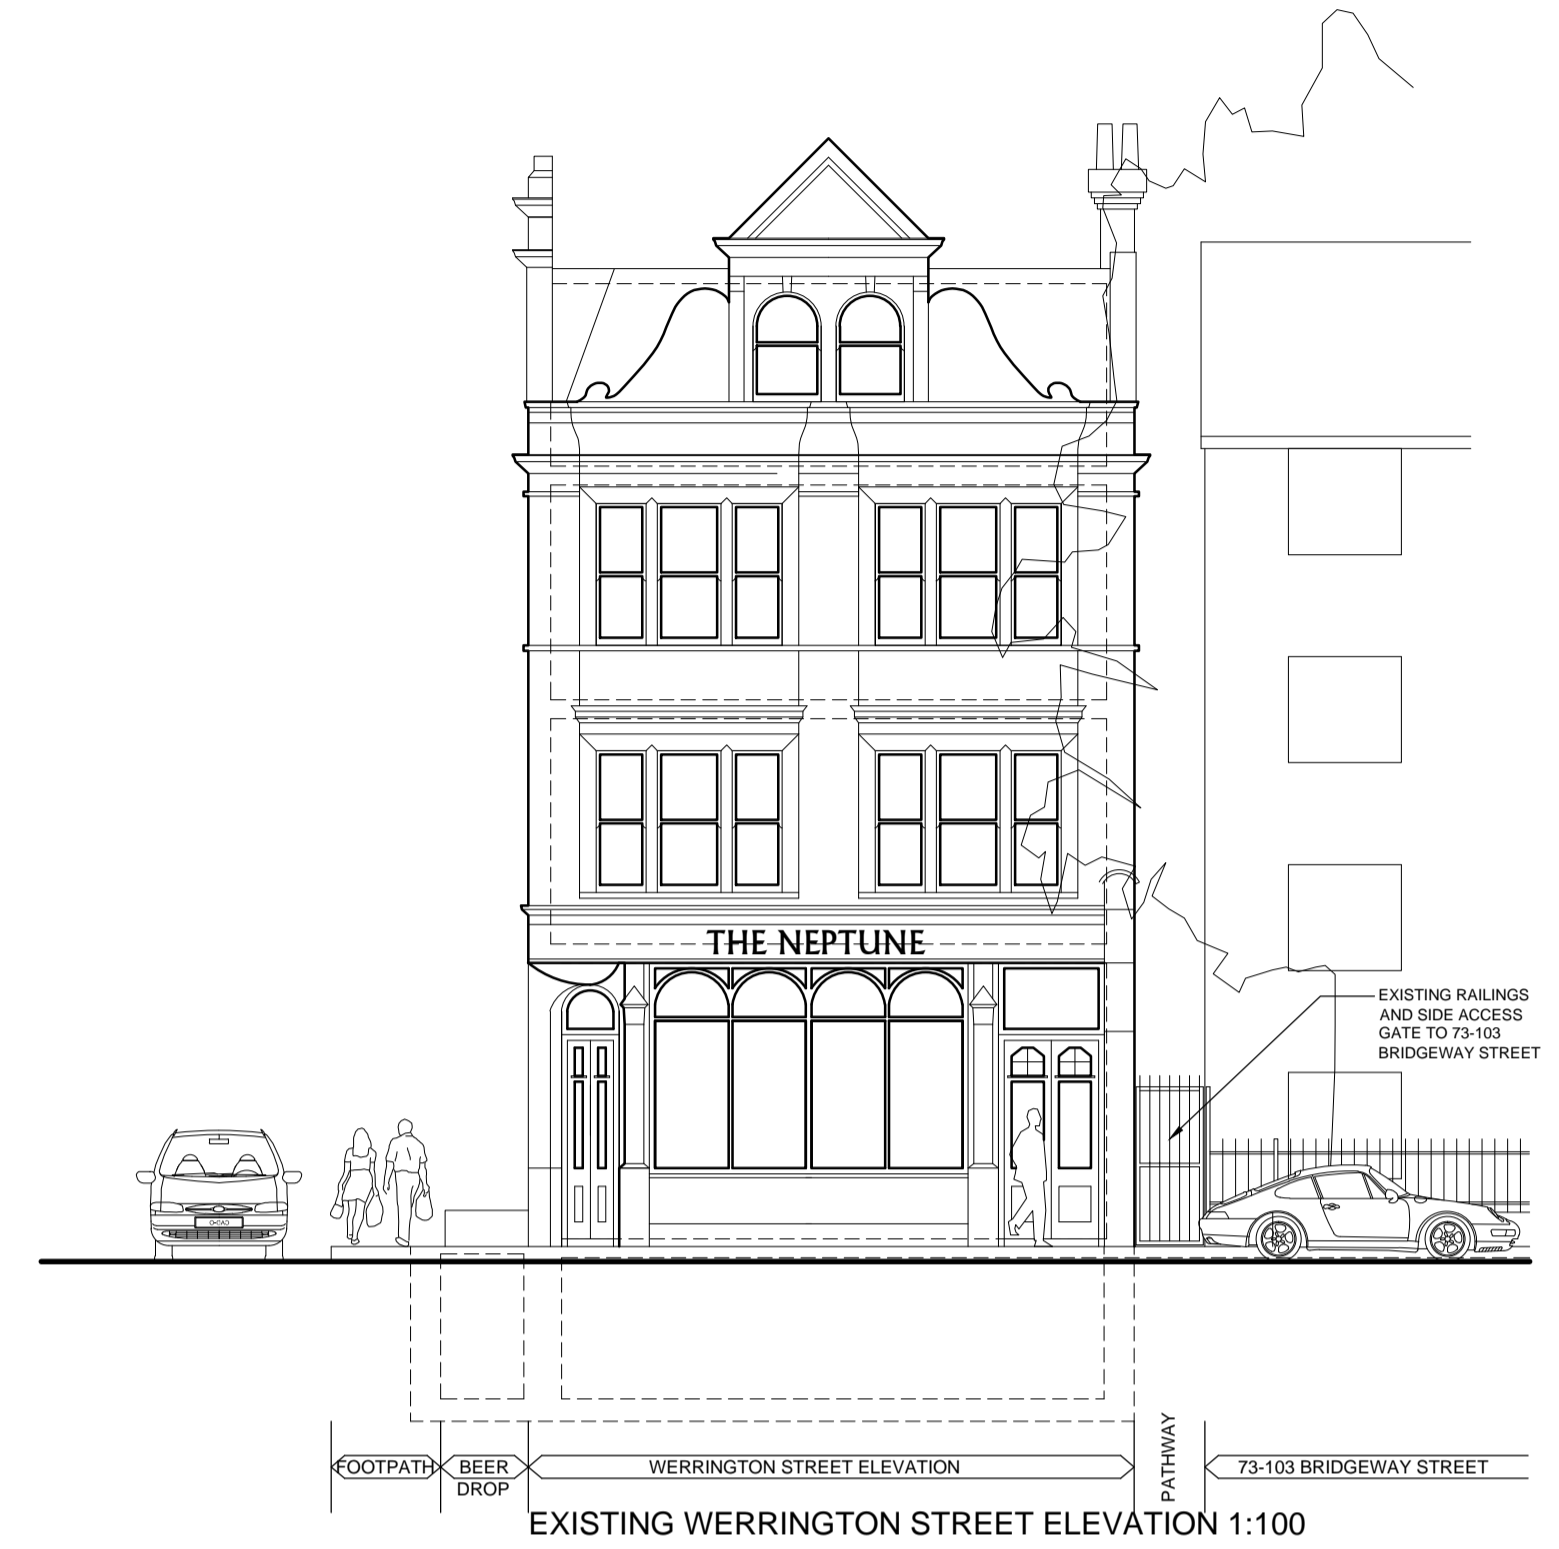 THE NEPTUNE
EXISTING RAILINGS
AND SIDE ACCESS
GATE TO 73-103
BRIDGEWAY STREET
FOOTPATH
BEER
DROP
WERRINGTON STREET ELEVATION
PATHWAY
73-103 BRIDGEWAY STREET
EXISTING WERRINGTON STREET ELEVATION 1:100